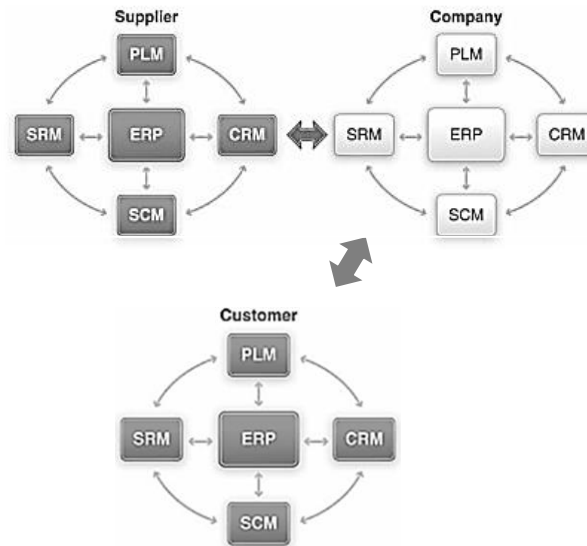 Supplier
Company
PLM
PLM
SRM
ERP
CRM
SRM
ERP
CRM
SCM
SCM
Customer
PLM
SRM
ERP
CRM
SCM